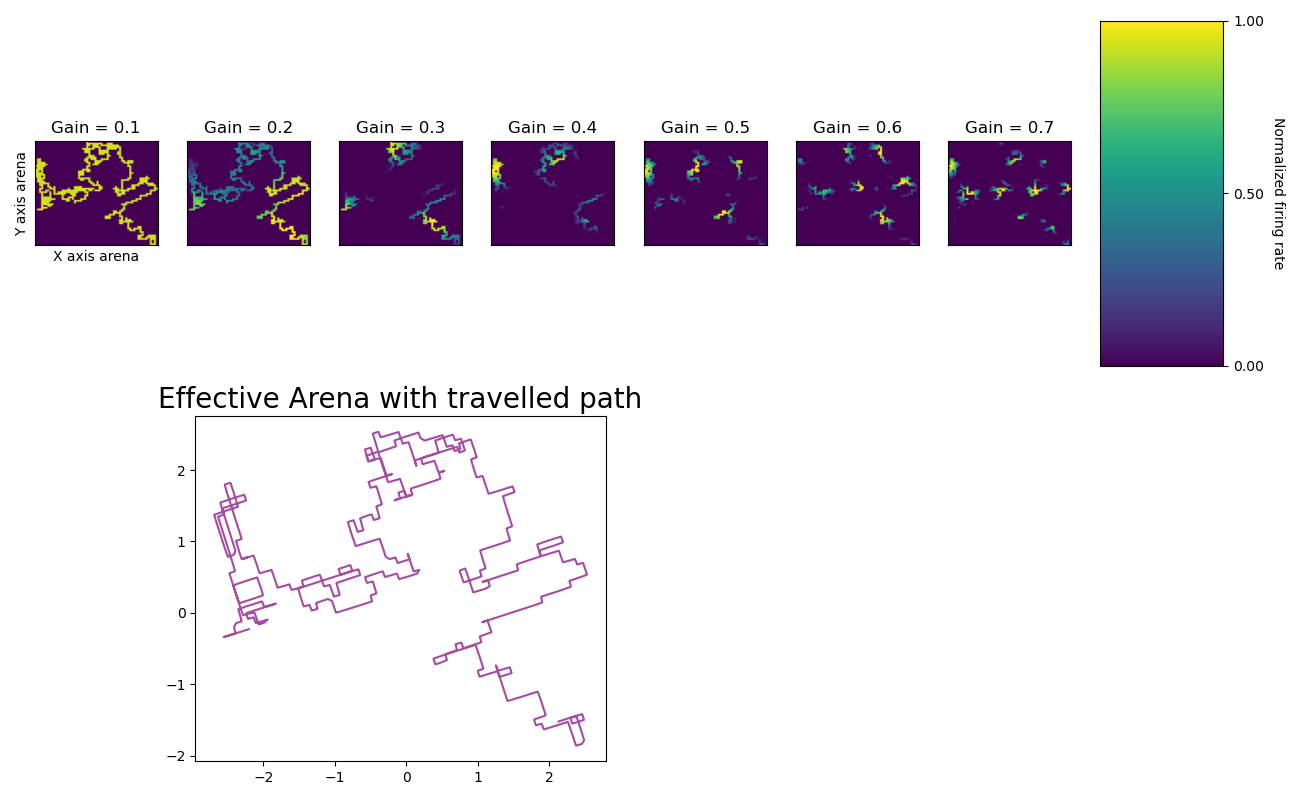 Gain = 0.1
Gain = 0.2
Gain = 0.3
Gain = 0.4
Gain = 0.5
Gain = 0.6
Gain = 0.7
Y axis arena
X axis arena
1.00
0.50
0.00
Normalized firing rate
Effective Arena with travelled path
2
1
0
−1
−2
−2
−1
0
1
2